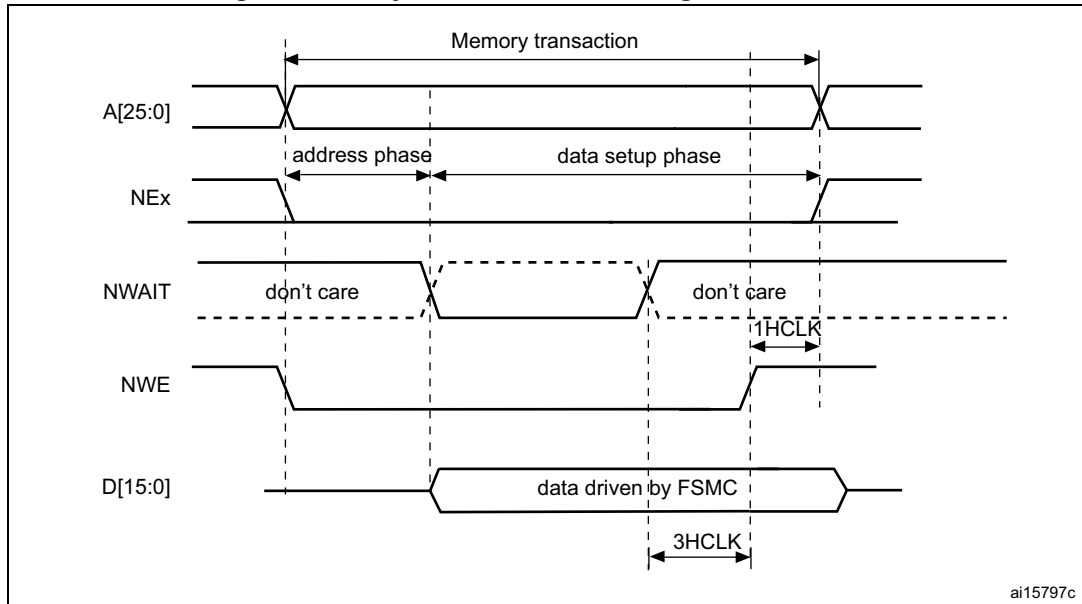 Memory transaction
A[25:0]
address phase
data setup phase
NEx
NWAIT
don't care
don't care
1HCLK
NWE
D[15:0]
data driven by FSMC
3HCLK
ai15797c